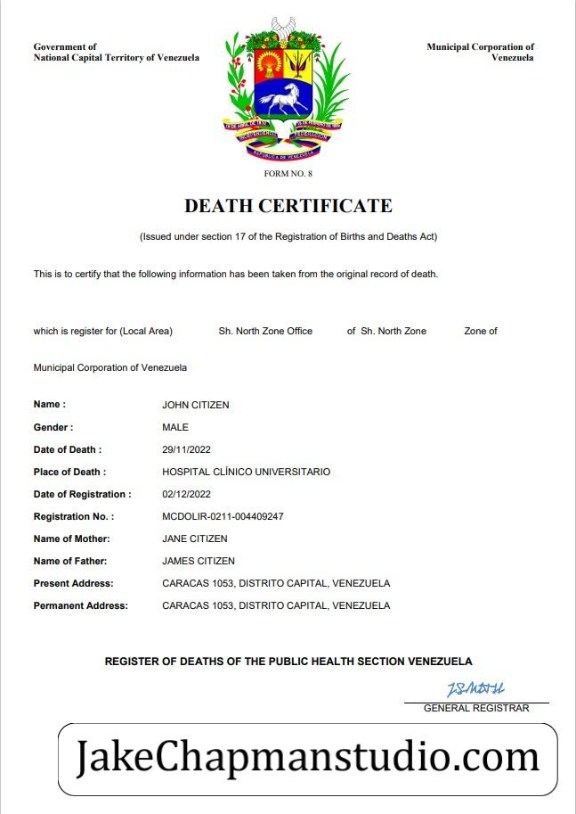 Government of
National Capital Territory of Venezuela
Municipal Corporation of
Venezuela
FORM NO. 8
DEATH CERTIFICATE
(Issued under section 17 of the Registration of Births and Deaths Act)
This is to certify that the following information has been taken from the original record of death.
which is register for (Local Area) Sh. North Zone Office of Sh. North Zone Zone of
Municipal Corporation of Venezuela
Name : JOHN CITIZEN
Gender : MALE
Date of Death : 29/11/2022
Place of Death : HOSPITAL CLÍNICO UNIVERSITARIO
Date of Registration : 02/12/2022
Registration No. : MCDOLIR-0211-004409247
Name of Mother: JANE CITIZEN
Name of Father: JAMES CITIZEN
Present Address: CARACAS 1053, DISTRITO CAPITAL, VENEZUELA
Permanent Address: CARACAS 1053, DISTRITO CAPITAL, VENEZUELA
REGISTER OF DEATHS OF THE PUBLIC HEALTH SECTION VENEZUELA
GENERAL REGISTRAR
JakeChapmanstudio.com